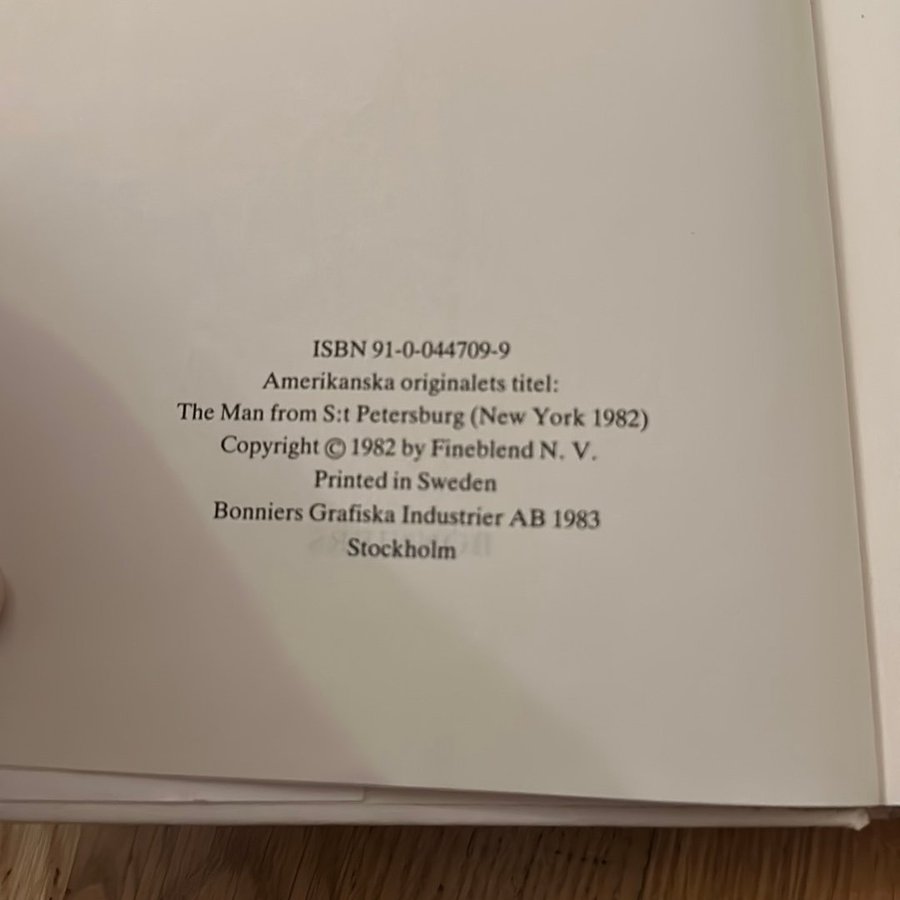 ISBN 91-0-044709-9
Amerikanska originalets titel:
The Man from S:t Petersburg (New York 1982)
Copyright © 1982 by Fineblend N. V.
Printed in Sweden
Bonniers Grafiska Industrier AB 1983
Stockholm